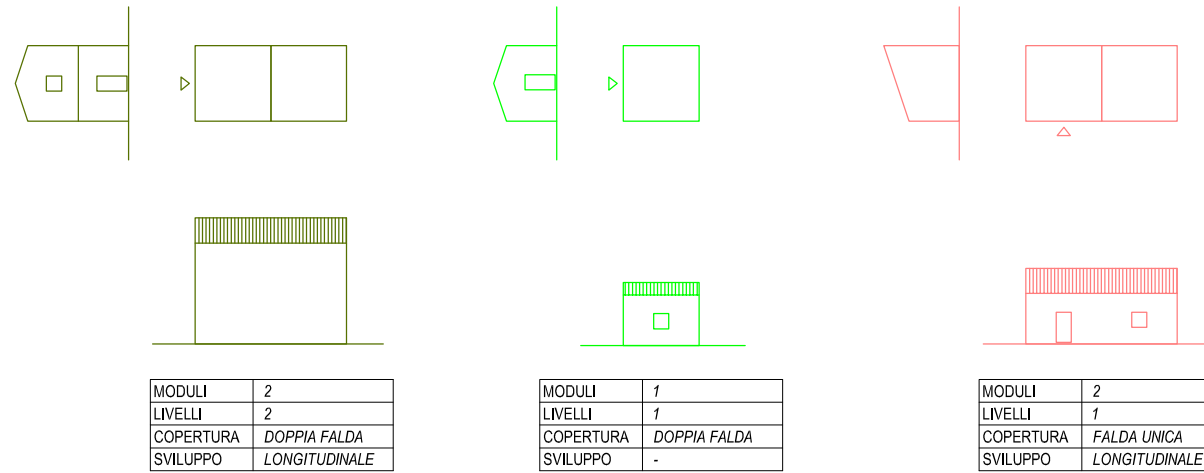 MODULI 2
LIVELLI 2
COPERTURA DOPPIA FALDA
SVILUPPO LONGITUDINALE
MODULI 1
LIVELLI 1
COPERTURA DOPPIA FALDA
SVILUPPO -
MODULI 2
LIVELLI 1
COPERTURA FALDA UNICA
SVILUPPO LONGITUDINALE